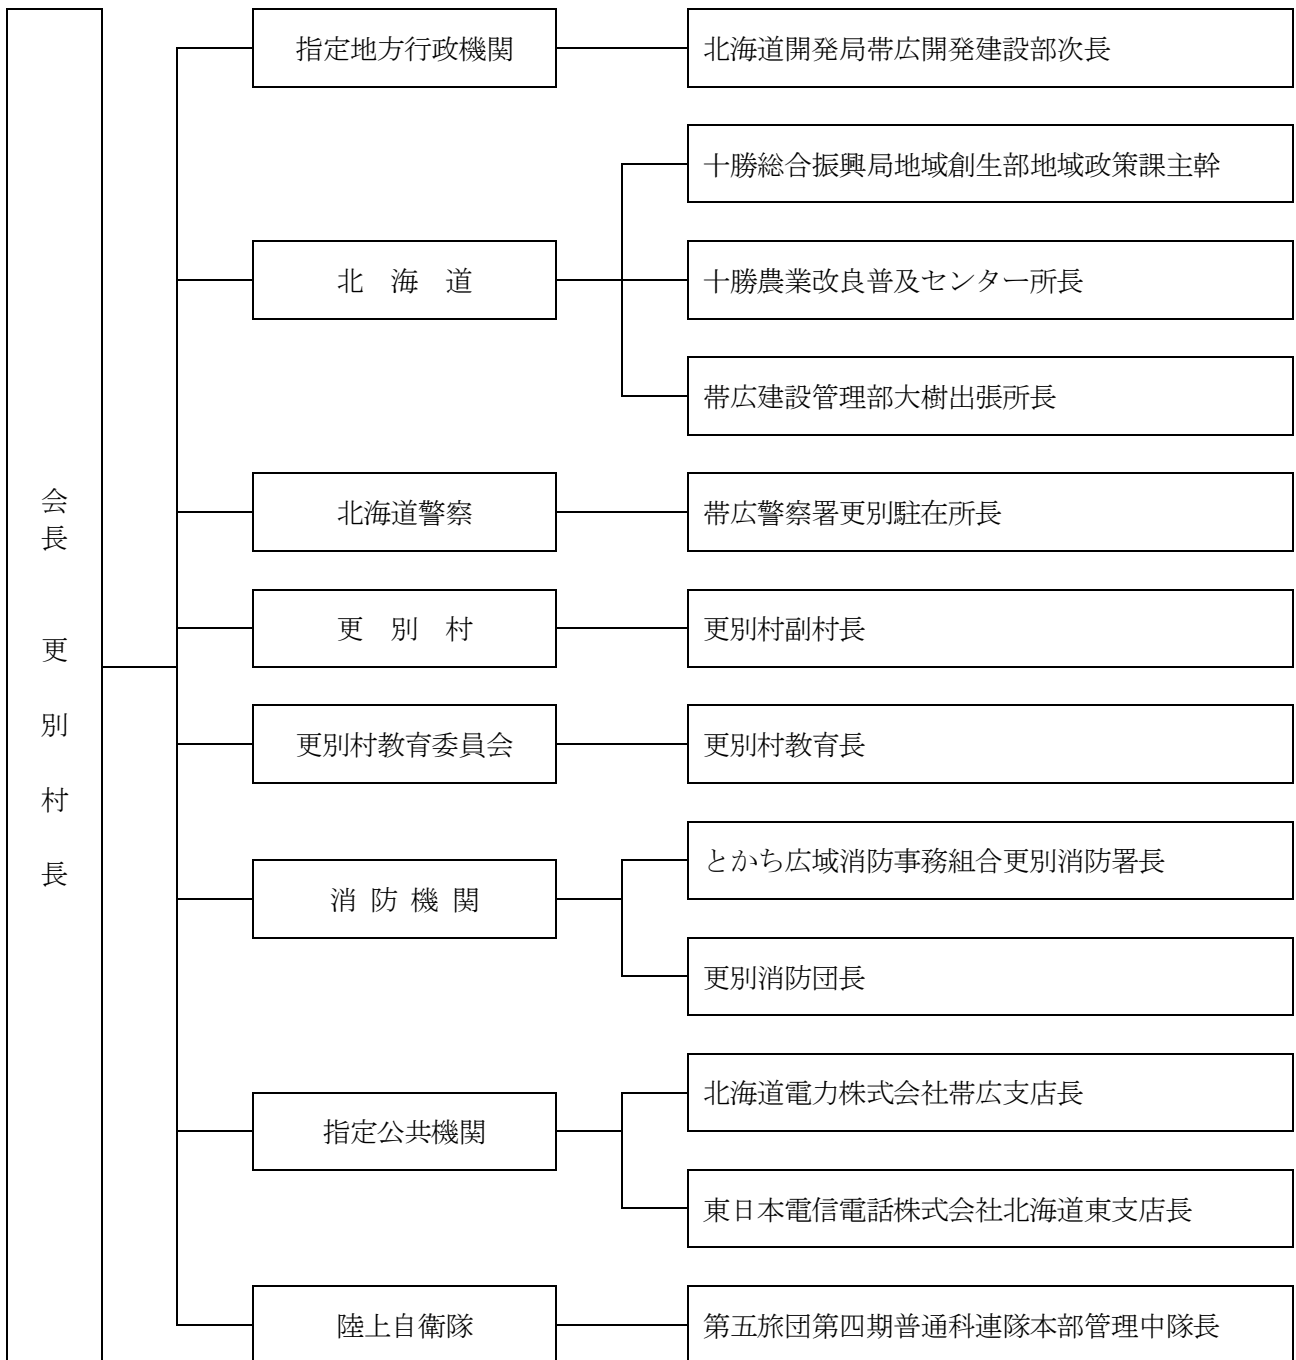 会長　更別村長
指定地方行政機関
北海道開発局帯広開発建設部次長
北　海　道
十勝総合振興局地域創生部地域政策課主幹
十勝農業改良普及センター所長
帯広建設管理部大樹出張所長
北海道警察
帯広警察署更別駐在所長
更　別　村
更別村副村長
更別村教育委員会
更別村教育長
消 防 機 関
とかち広域消防事務組合更別消防署長
更別消防団長
指定公共機関
北海道電力株式会社帯広支店長
東日本電信電話株式会社北海道東支店長
陸上自衛隊
第五旅団第四期普通科連隊本部管理中隊長